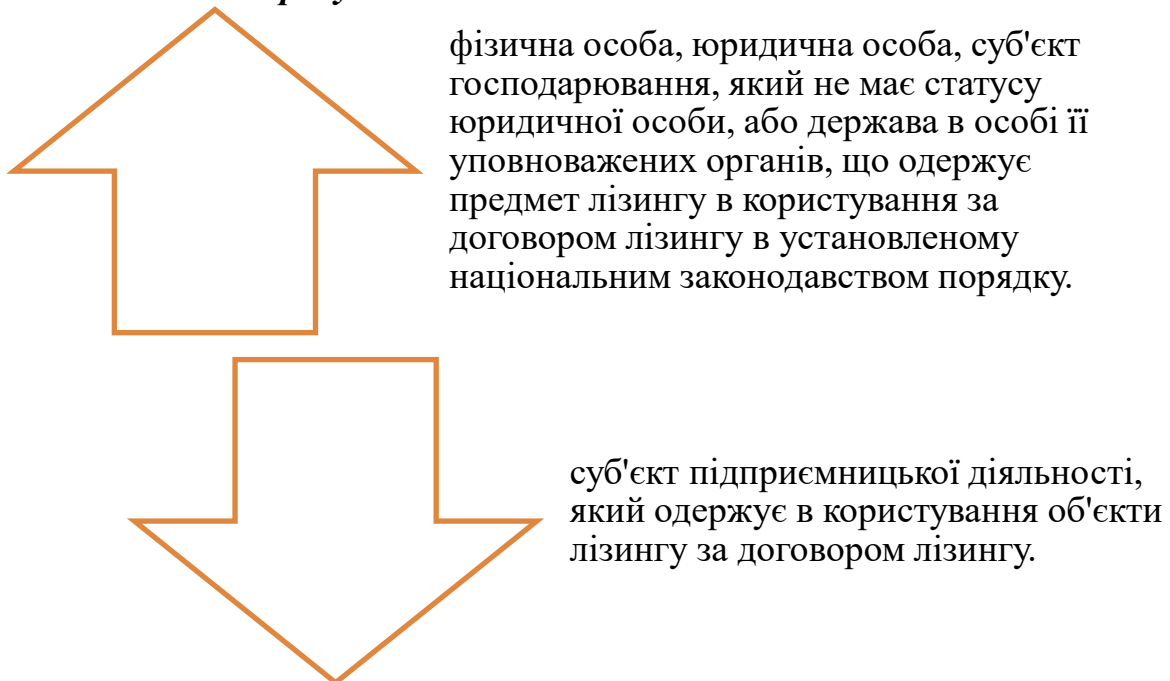 фізична особа, юридична особа, суб'єкт
господарювання, який не має статусу
юридичної особи, або держава в особі її
уповноважених органів, що одержує
предмет лізингу в користування за
договором лізингу в установленому
національним законодавством порядку.
суб'єкт підприємницької діяльності,
який одержує в користування об'єкти
лізингу за договором лізингу.